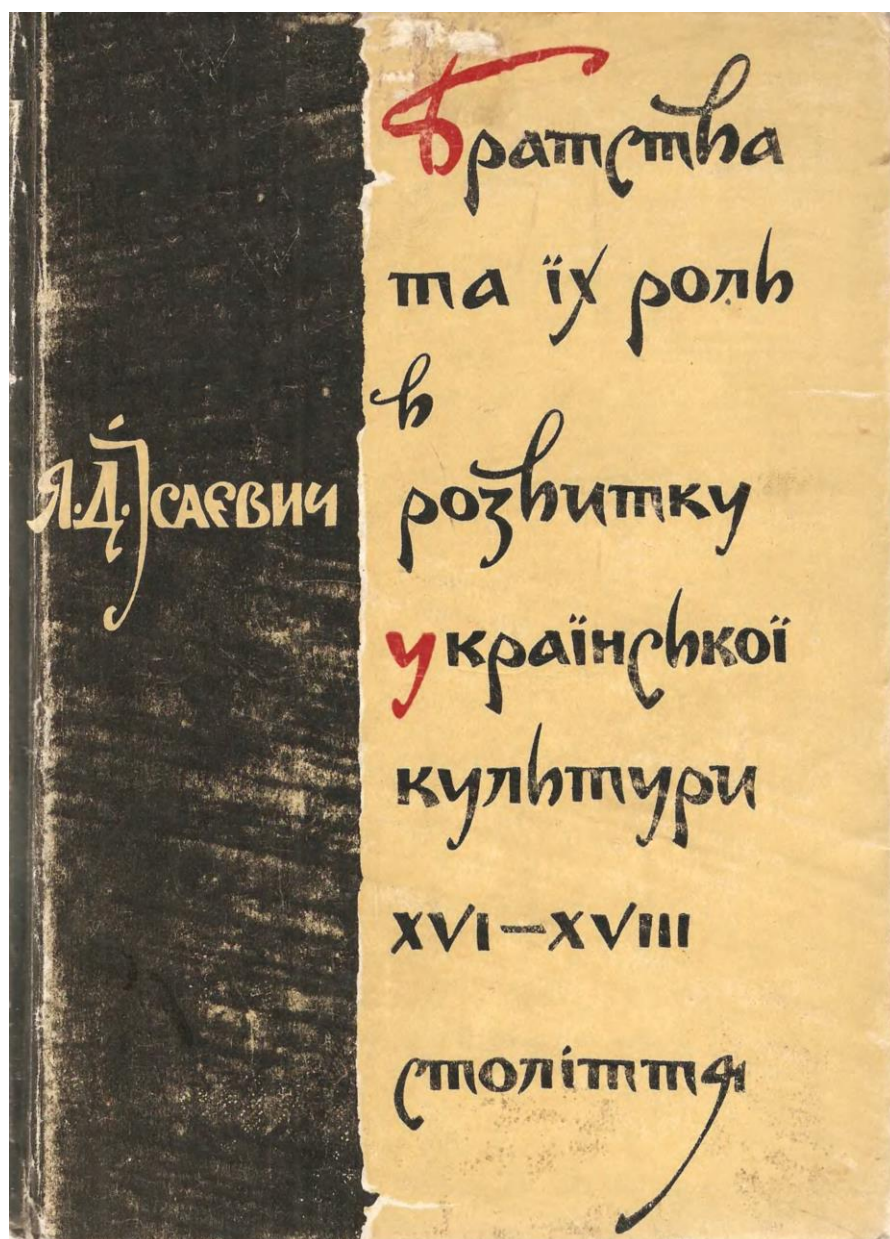 Я.Д.Ісаєвич
Братства
та їх роль
в
розвитку
української
культури
XVI—XVIII
століття